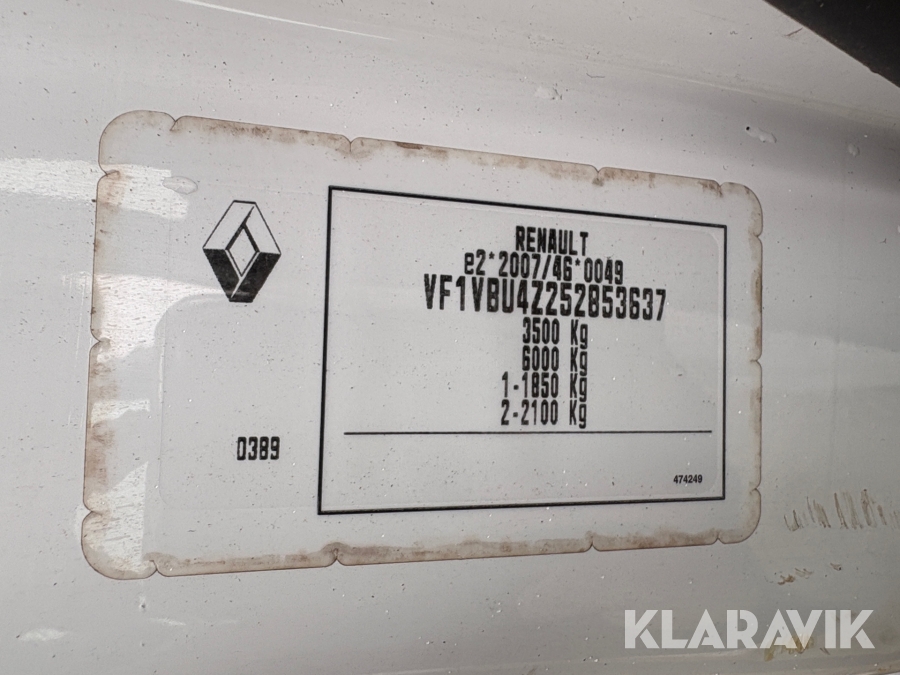 RENAULT
e2*2007/46*0049
VF1VBU4Z252853637
3500 Kg
6000 Kg
1-1850 Kg
2-2100 Kg
0389
474249
KLARAVIK